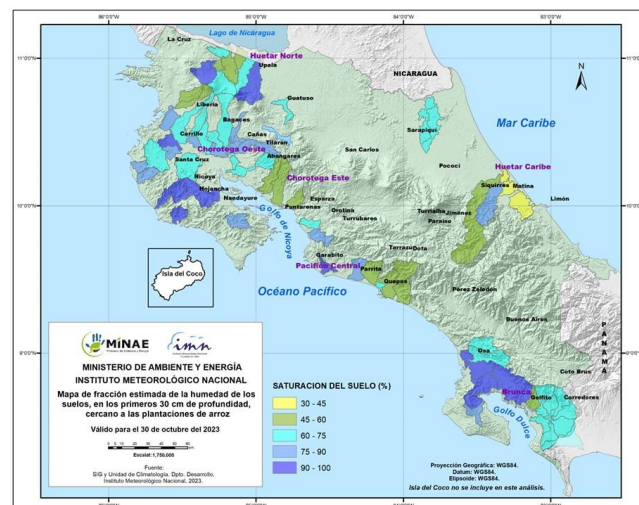 Lago de Nicaragua
La Cruz
Huetar Norte
Upala
NICARAGUA
N
Guatuso
Liberia
Bagaces
Mar Caribe
Carrillo
Cañas
Sarapiquí
Tilarán
Chorotega Oeste
San Carlos
Abangares
Santa Cruz
Pococí
Huetar Caribe
Chorotega Este
Nicoya
Siquirres
Matina
Hojancha
Esparza
Limón
Nandayure
Puntarenas
Orotina
Turrialba
Jiménez
Golfo de Nicoya
Turrubares
Paraíso
Garabito
Tarrazú
Dota
Isla del Coco
Pacífico Central
Parrita
Océano Pacífico
Quepos
Pérez Zeledón
Buenos Aires
PANAMÁ
Osa
Coto Brus
Brunca
Golfito
Corredores
Golfo Dulce
MINAE
imn
MINISTERIO DE AMBIENTE Y ENERGÍA
INSTITUTO METEOROLÓGICO NACIONAL
Mapa de fracción estimada de la humedad de los
suelos, en los primeros 30 cm de profundidad,
cercano a las plantaciones de arroz
Válido para el 30 de octubre del 2023
Escala1:1,750,000
Fuente:
SIG y Unidad de Climatología. Dpto. Desarrollo,
Instituto Meteorológico Nacional, 2023.
SATURACION DEL SUELO (%)
30 - 45
45 - 60
60 - 75
75 - 90
90 - 100
Proyección Geográfica: WGS84.
Datum: WGS84.
Elipsoide: WGS84.
Isla del Coco no se incluye en este análisis.